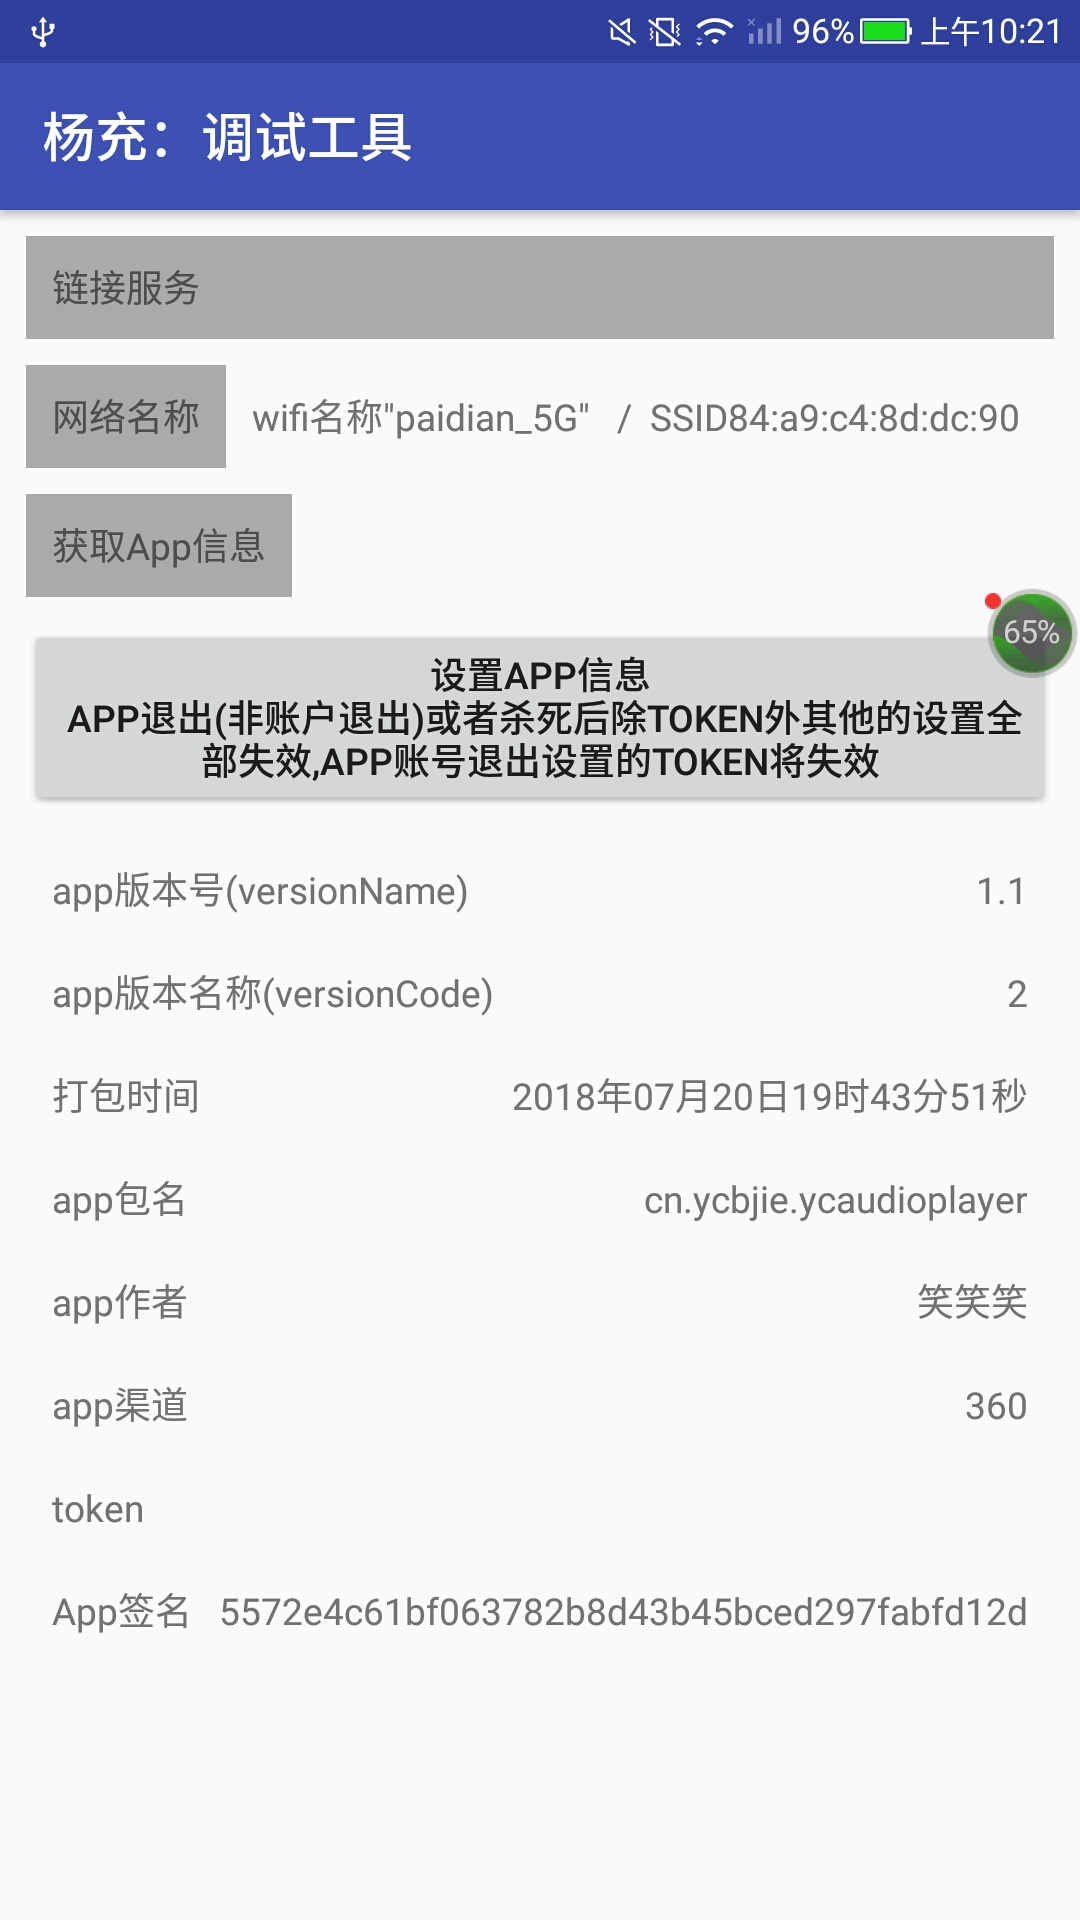 96% 上午10:21
杨充：调试工具
链接服务
网络名称 wifi名称"paidian_5G" / SSID84:a9:c4:8d:dc:90
获取App信息
65%
设置APP信息
APP退出(非账户退出)或者杀死后除TOKEN外其他的设置全
部失效,APP账号退出设置的TOKEN将失效
app版本号(versionName) 1.1
app版本名称(versionCode) 2
打包时间 2018年07月20日19时43分51秒
app包名 cn.ycbjie.ycaudioplayer
app作者 笑笑笑
app渠道 360
token
App签名 5572e4c61bf063782b8d43b45bced297fabfd12d